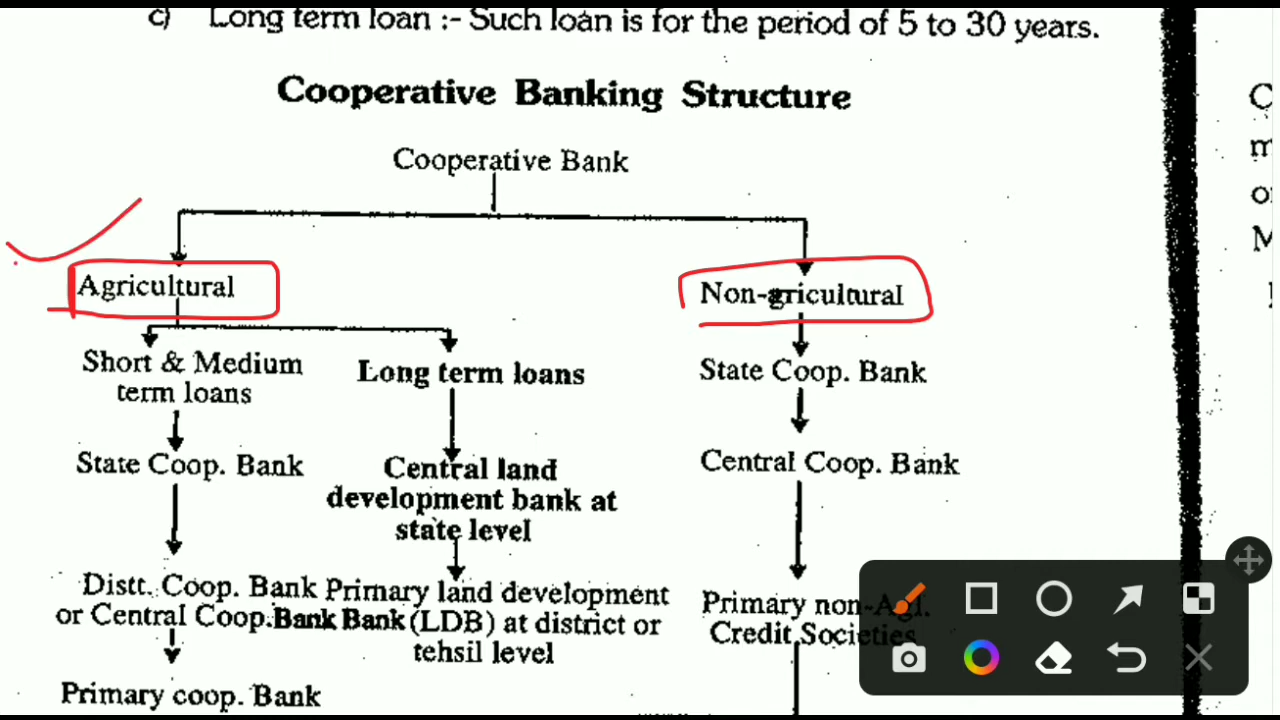 c) Long term loan :- Such loan is for the period of 5 to 30 years.
Cooperative Banking Structure
Cooperative Bank
Agricultural
Non-gricultural
Short & Medium
term loans
Long term loans
State Coop. Bank
State Coop. Bank
Central land
development bank at
state level
Central Coop. Bank
Distt. Coop. Bank
or Central Coop. Bank
Primary land development
Bank (LDB) at district or
tehsil level
Primary non-Agl.
Credit Societies
Primary coop. Bank